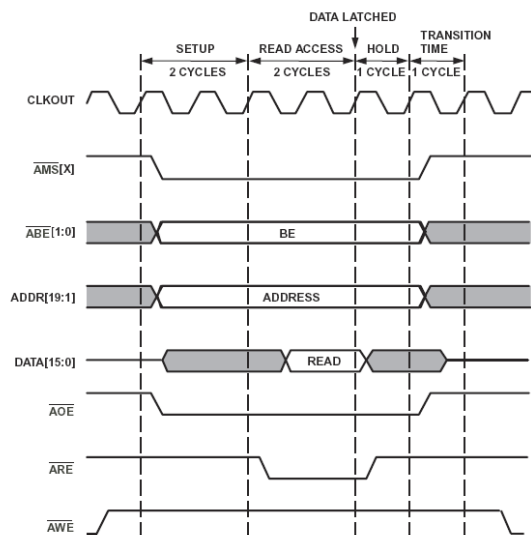 DATA LATCHED
SETUP
READ ACCESS
HOLD
TRANSITION
TIME
2 CYCLES
2 CYCLES
1 CYCLE
1 CYCLE
CLKOUT
AMS[X]
ABE[1:0]
BE
ADDR[19:1]
ADDRESS
DATA[15:0]
READ
AOE
ARE
AWE